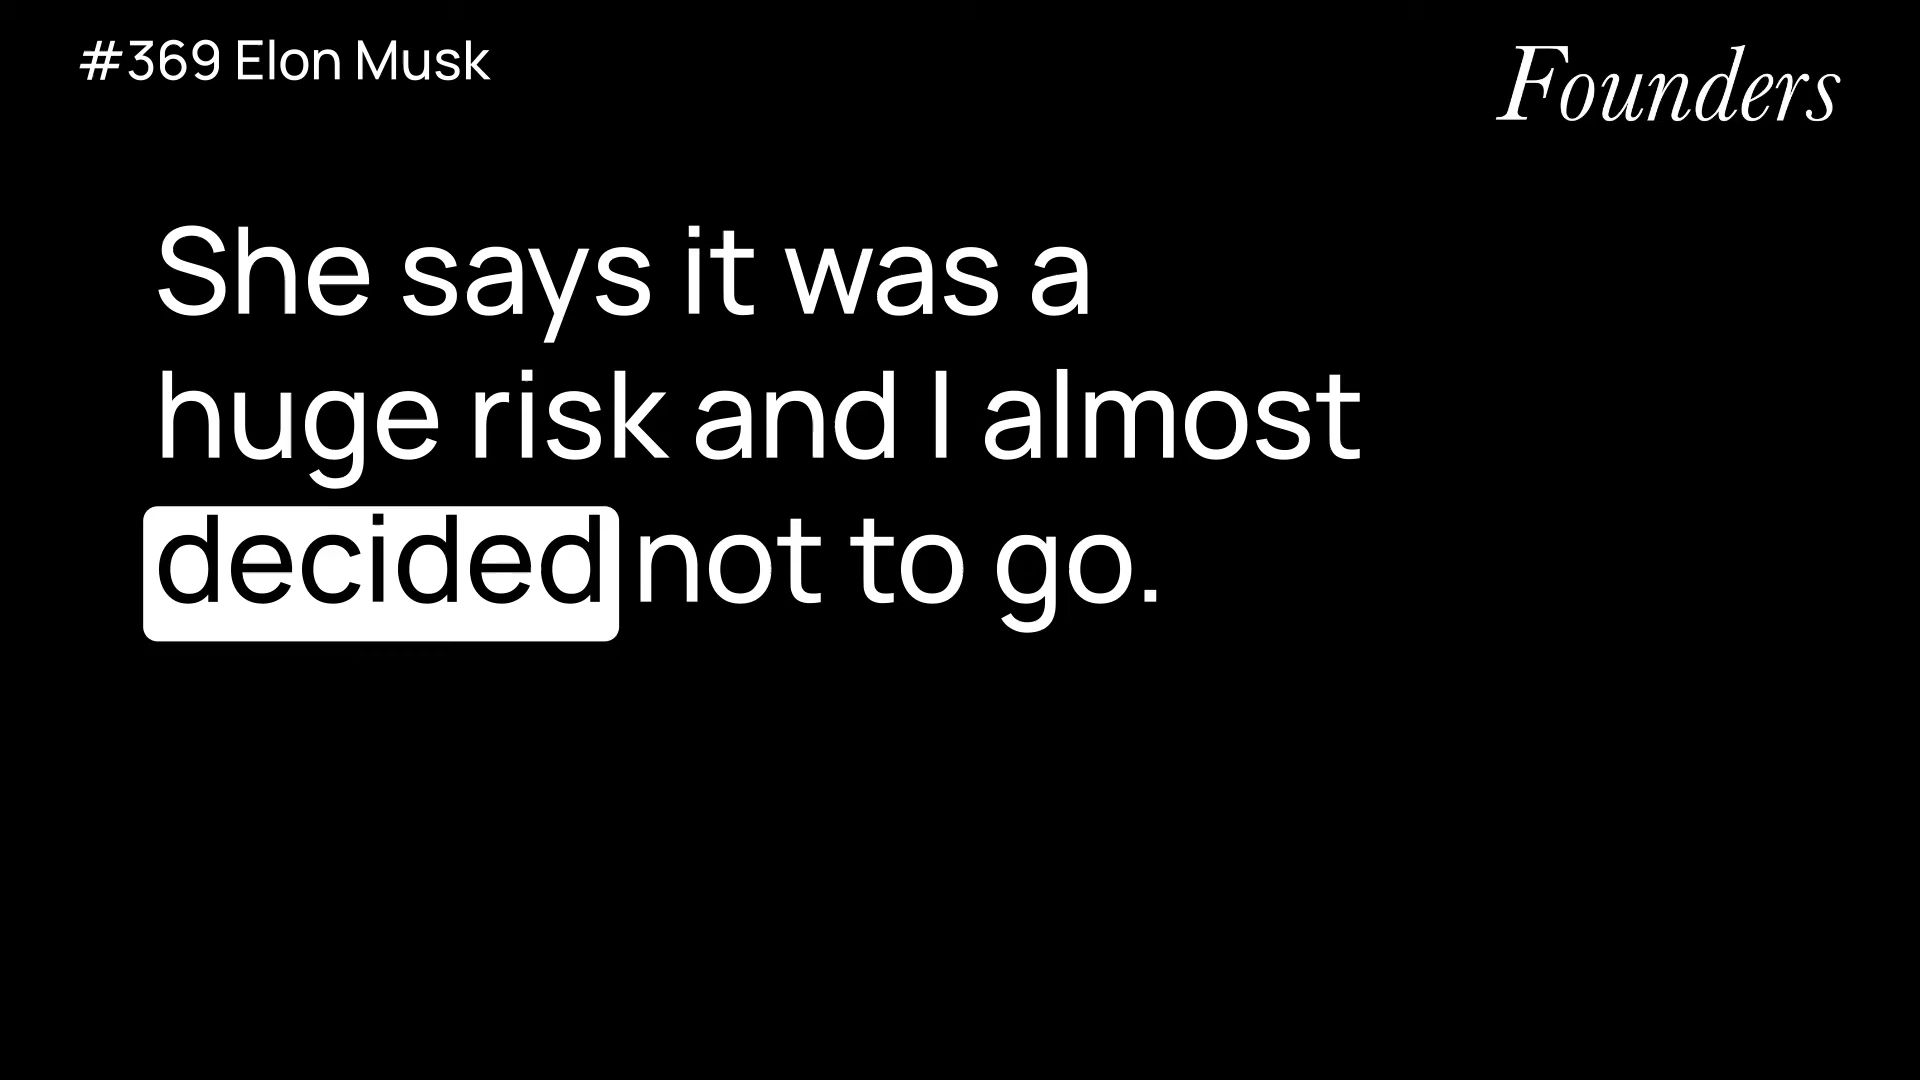 #369 Elon Musk
Founders
She says it was a
huge risk and I almost
decided not to go.